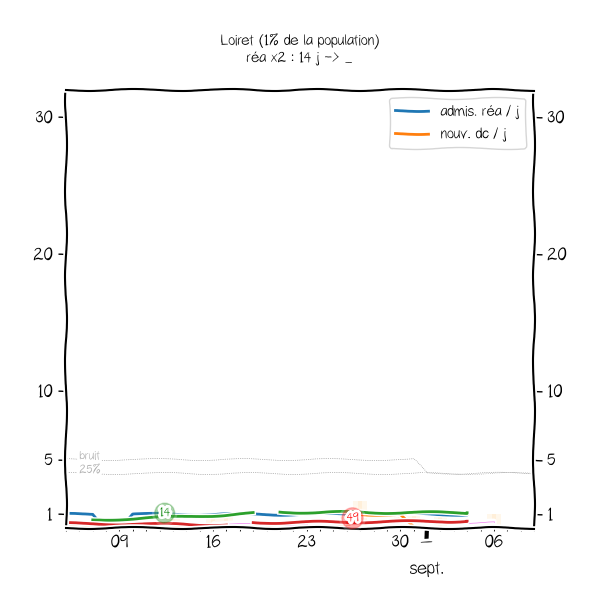 Loiret (1% de la population)
réa x2 : 14 j -> _
admis. réa / j
nouv. dc / j
30 30
20 20
10 10
5 5
bruit
25%
1 14 49 1
09 16 23 30 06
sept.